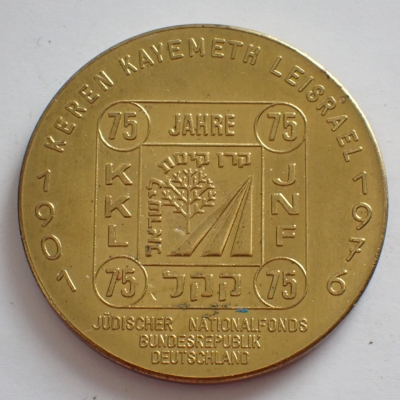 KEREN KAYEMETH LEISRAEL
1901
1976
75 JAHRE 75
קרן קימת
לישראל
KKL
JNF
75 קקל 75
JÜDISCHER NATIONALFONDS
BUNDESREPUBLIK
DEUTSCHLAND